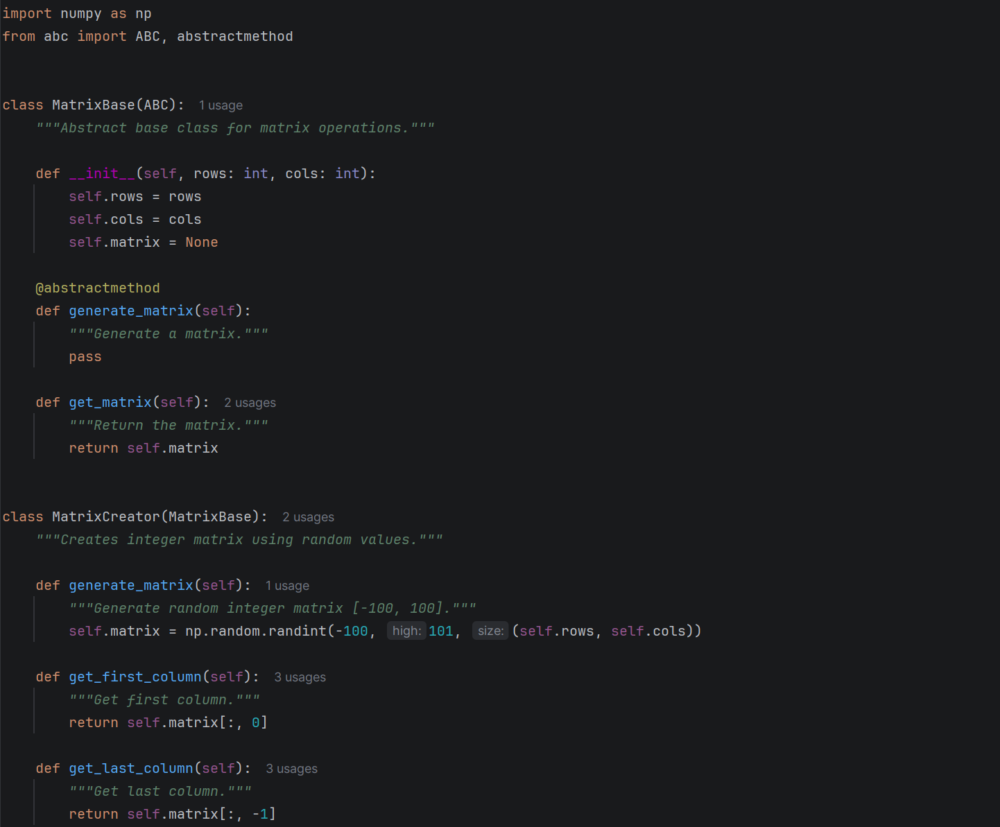 import numpy as np
from abc import ABC, abstractmethod
class MatrixBase(ABC): 1 usage
"""Abstract base class for matrix operations."""
def __init__(self, rows: int, cols: int):
self.rows = rows
self.cols = cols
self.matrix = None
@abstractmethod
def generate_matrix(self):
"""Generate a matrix."""
pass
def get_matrix(self): 2 usages
"""Return the matrix."""
return self.matrix
class MatrixCreator(MatrixBase): 2 usages
"""Creates integer matrix using random values."""
def generate_matrix(self): 1 usage
"""Generate random integer matrix [-100, 100]."""
self.matrix = np.random.randint(-100, high: 101, size: (self.rows, self.cols))
def get_first_column(self): 3 usages
"""Get first column."""
return self.matrix[:, 0]
def get_last_column(self): 3 usages
"""Get last column."""
return self.matrix[:, -1]